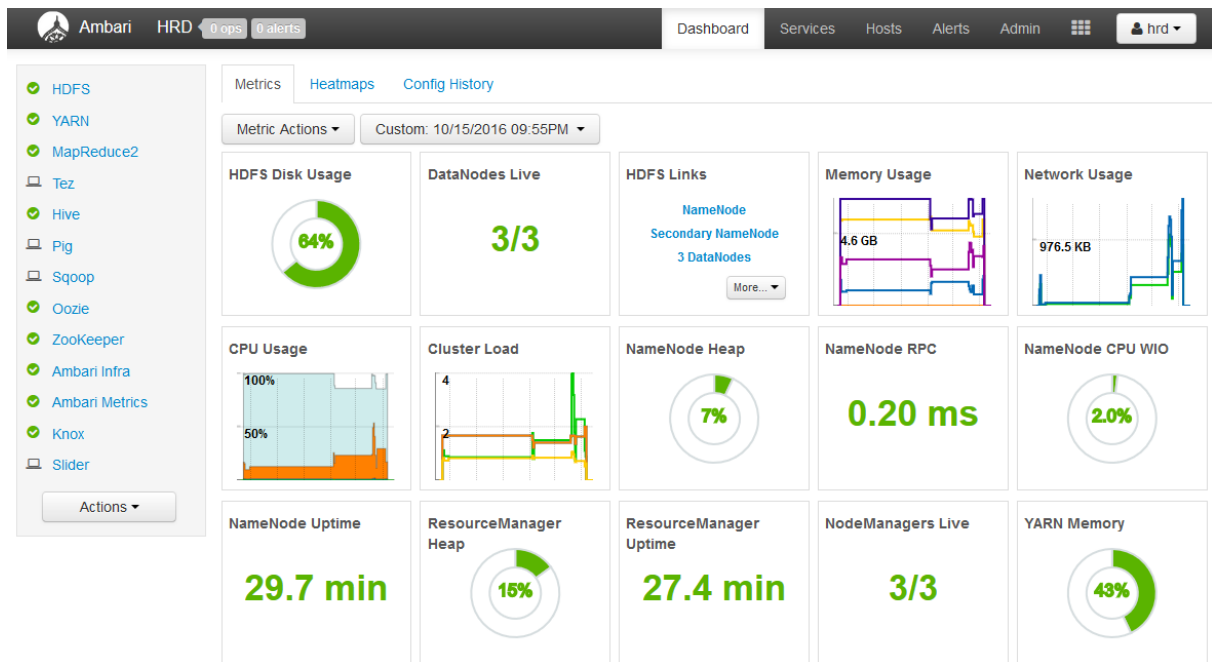 Ambari HRD 0 ops 0 alerts Dashboard Services Hosts Alerts Admin hrd
HDFS
YARN
MapReduce2
Tez
Hive
Pig
Sqoop
Oozie
ZooKeeper
Ambari Infra
Ambari Metrics
Knox
Slider
Actions
Metrics Heatmaps Config History
Metric Actions Custom: 10/15/2016 09:55PM
HDFS Disk Usage
64%
DataNodes Live
3/3
HDFS Links
NameNode
Secondary NameNode
3 DataNodes
More...
Memory Usage
4.6 GB
Network Usage
976.5 KB
CPU Usage
100%
50%
Cluster Load
4
2
NameNode Heap
7%
NameNode RPC
0.20 ms
NameNode CPU WIO
2.0%
NameNode Uptime
29.7 min
ResourceManager
Heap
15%
ResourceManager
Uptime
27.4 min
NodeManagers Live
3/3
YARN Memory
43%